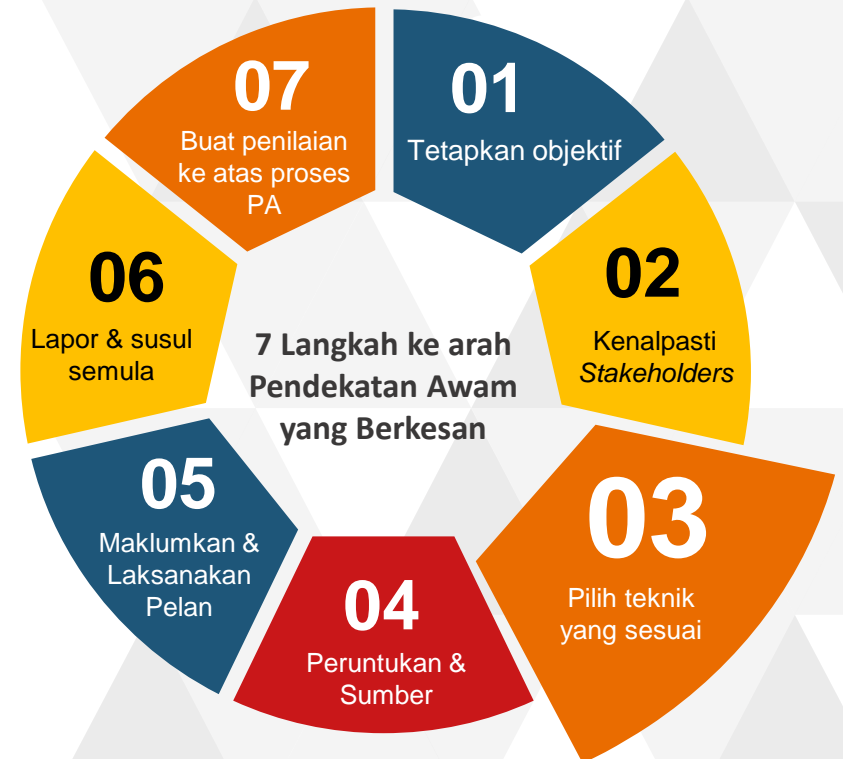 7 Langkah ke arah
Pendekatan Awam
yang Berkesan
01
Tetapkan objektif
02
Kenalpasti
Stakeholders
03
Pilih teknik
yang sesuai
04
Peruntukan &
Sumber
05
Maklumkan &
Laksanakan
Pelan
06
Lapor & susul
semula
07
Buat penilaian
ke atas proses
PA